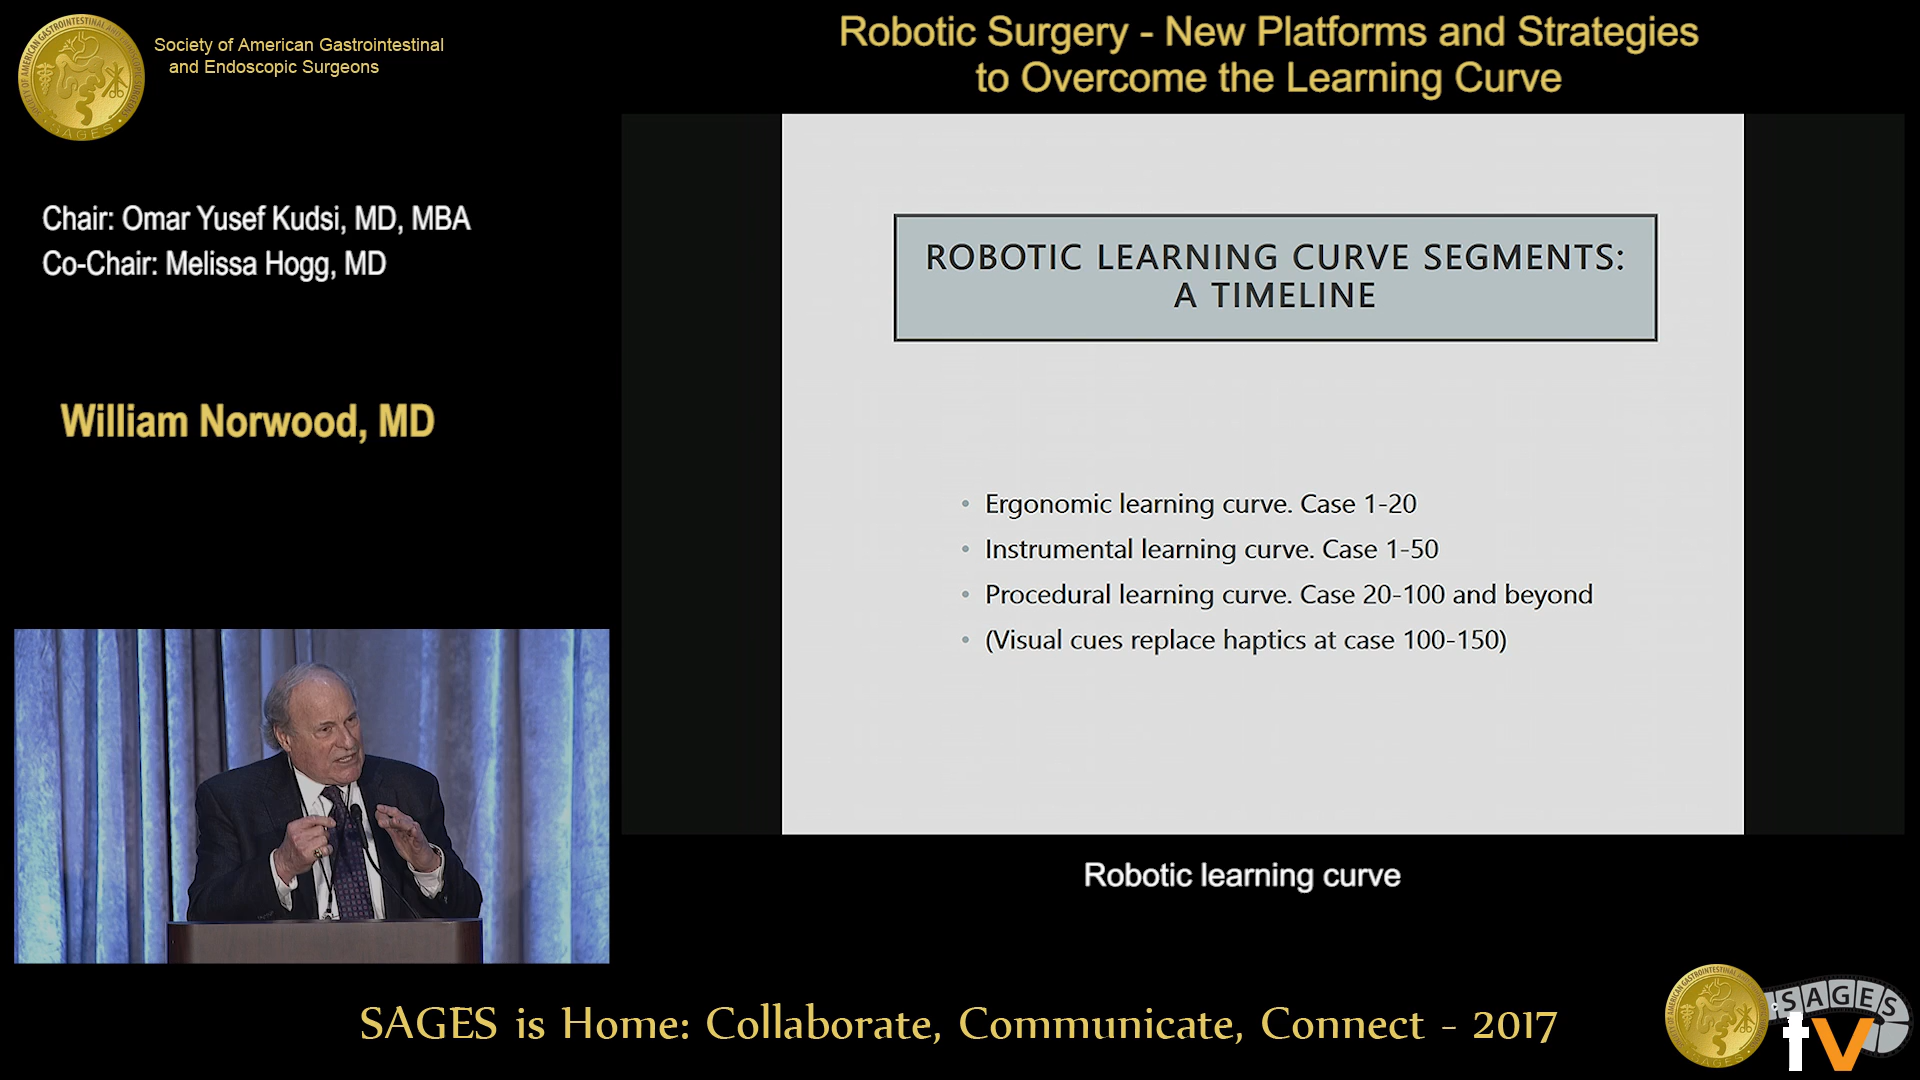 Society of American Gastrointestinal
and Endoscopic Surgeons
Robotic Surgery - New Platforms and Strategies
to Overcome the Learning Curve
Chair: Omar Yusef Kudsi, MD, MBA
Co-Chair: Melissa Hogg, MD
William Norwood, MD
ROBOTIC LEARNING CURVE SEGMENTS:
A TIMELINE
• Ergonomic learning curve. Case 1-20
• Instrumental learning curve. Case 1-50
• Procedural learning curve. Case 20-100 and beyond
• (Visual cues replace haptics at case 100-150)
Robotic learning curve
SAGES is Home: Collaborate, Communicate, Connect - 2017
SAGES
tv